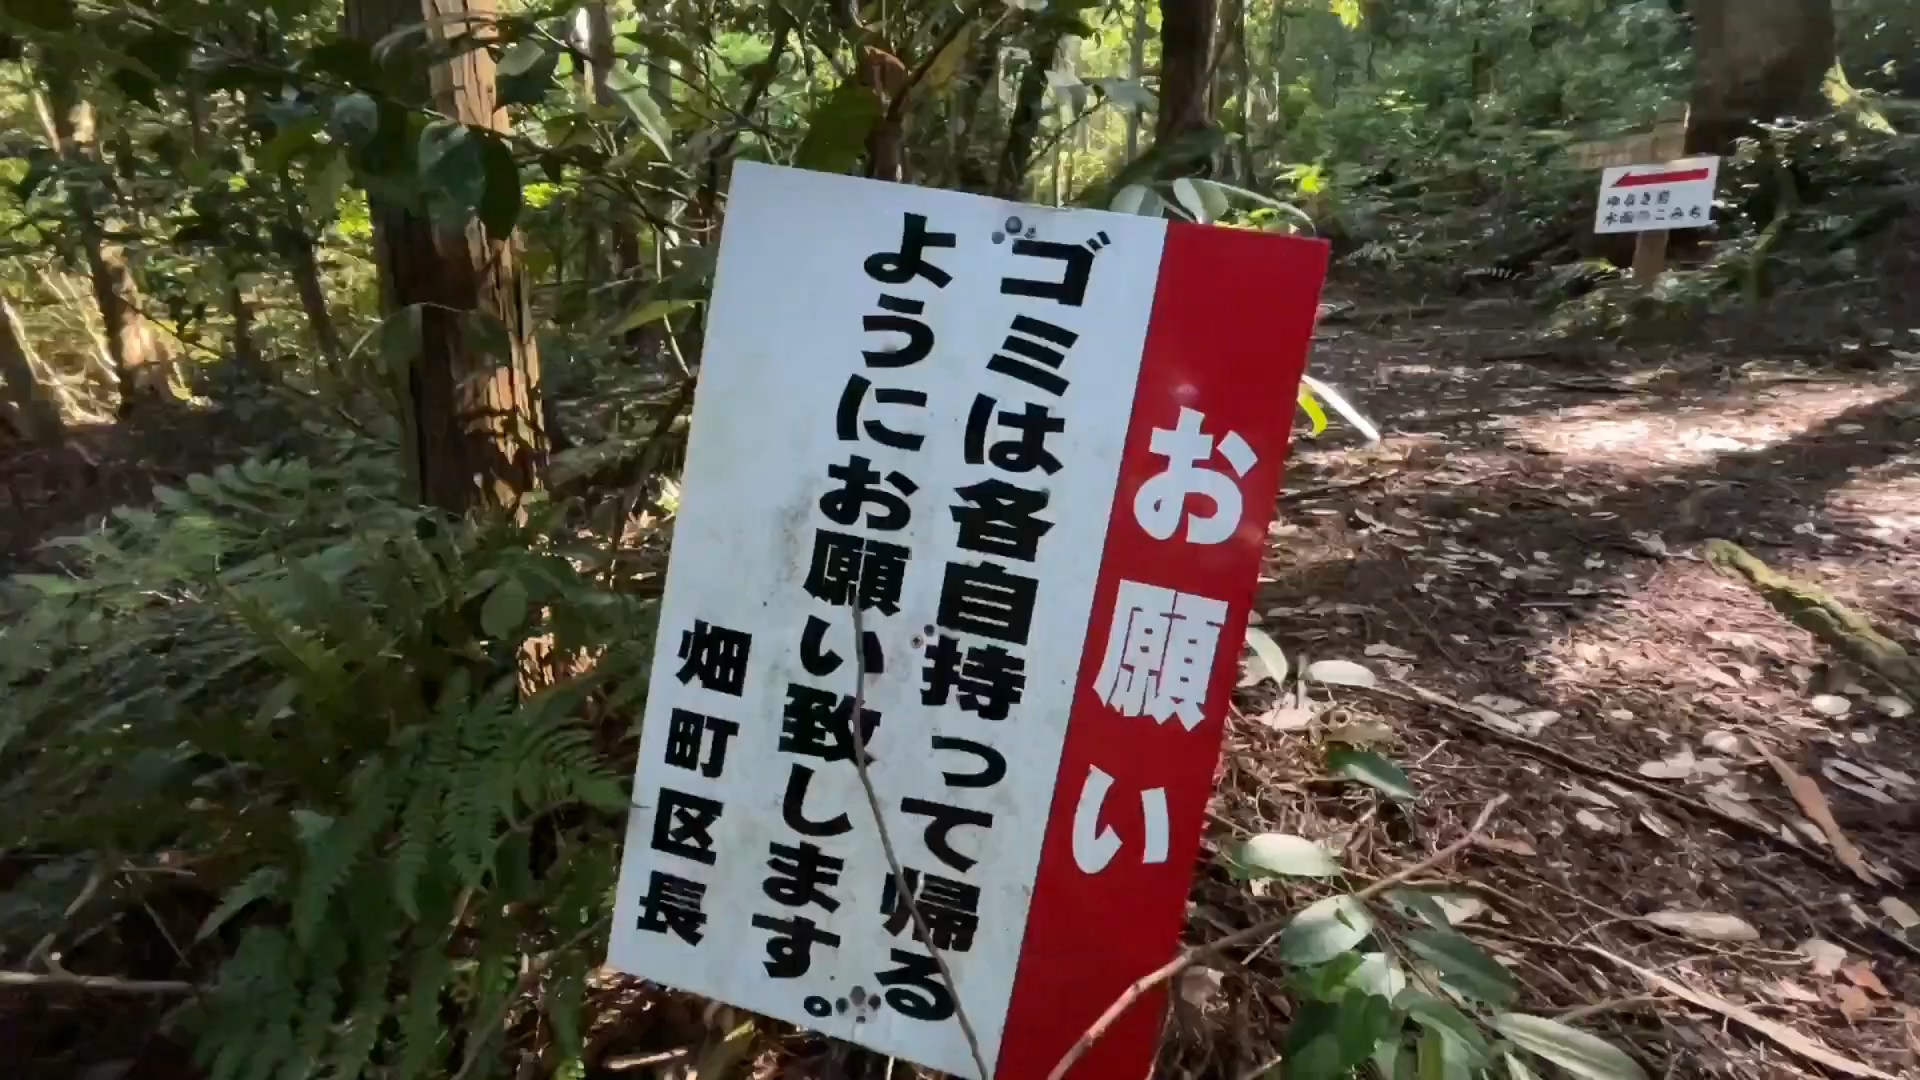 お願い
ゴミは各自持って帰る
ようにお願い致します。
畑町区長